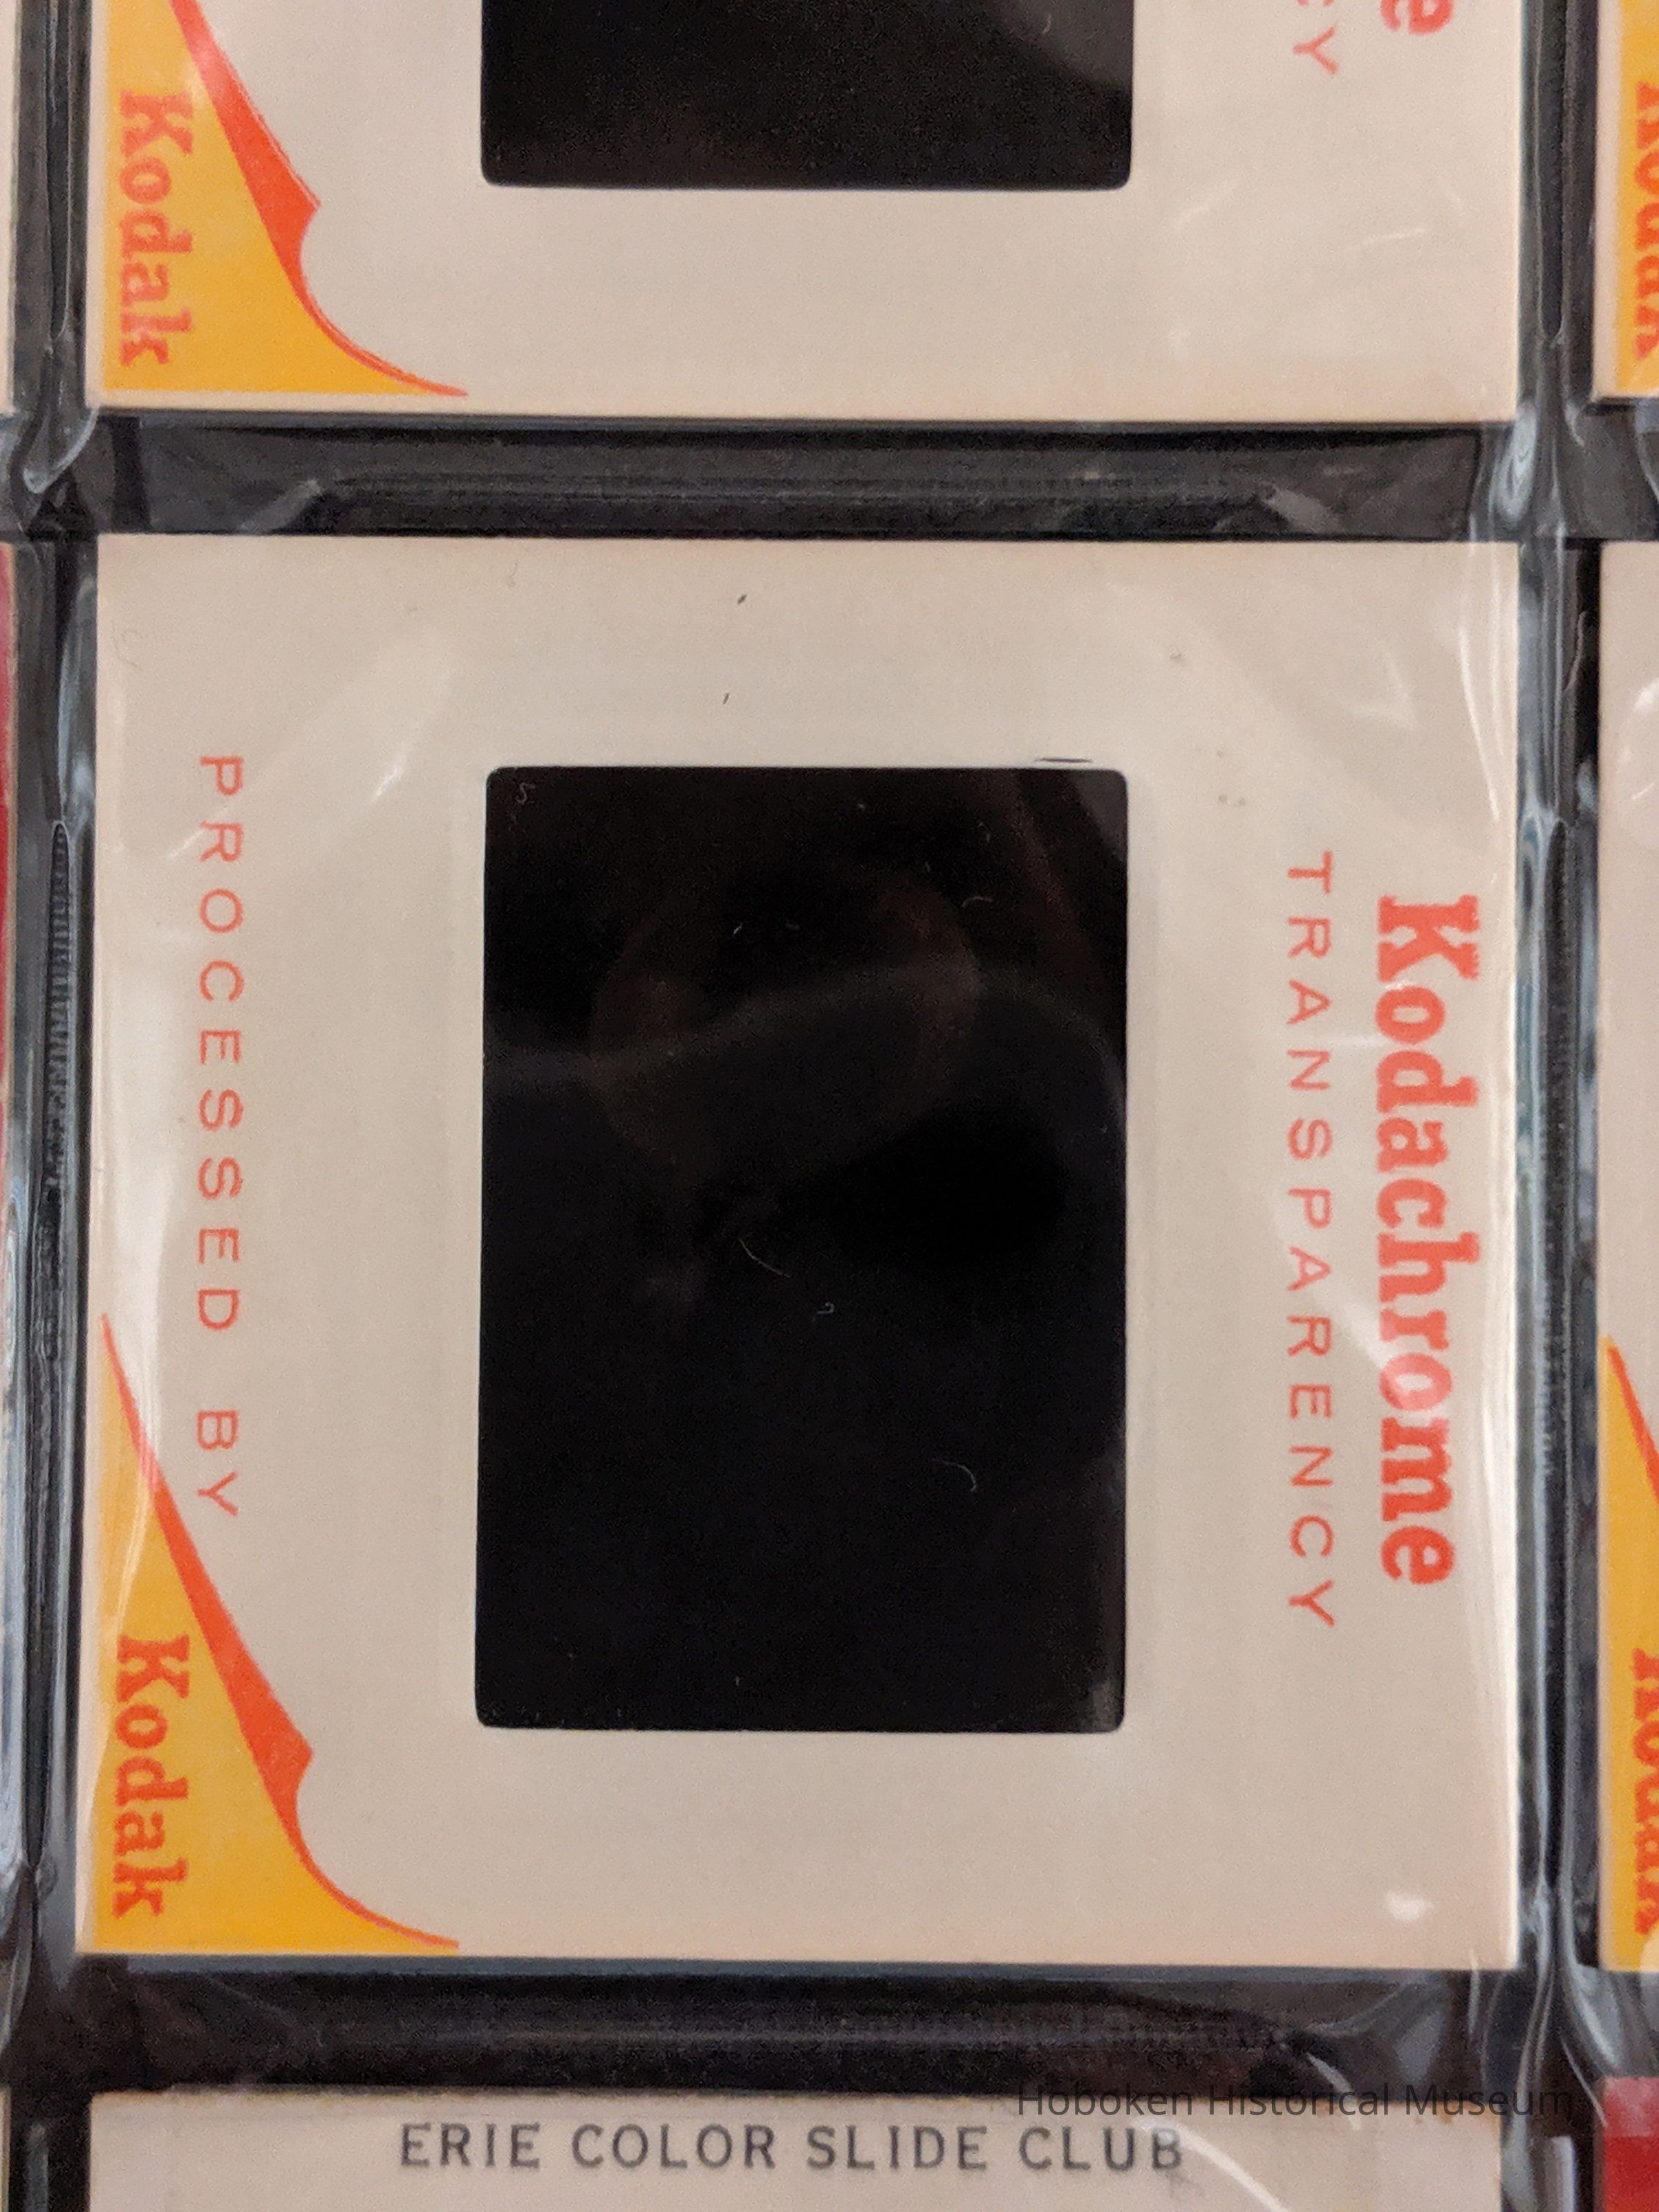 Kodak
Kodachrome
TRANSPARENCY
PROCESSED BY
Kodak
ERIE COLOR SLIDE CLUB
Hoboken Historical Museum